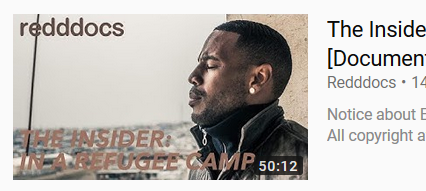 redddocs
THE INSIDER:
IN A REFUGEE CAMP
50:12
The Inside
[Document
Redddocs • 14
Notice about
All copyright a